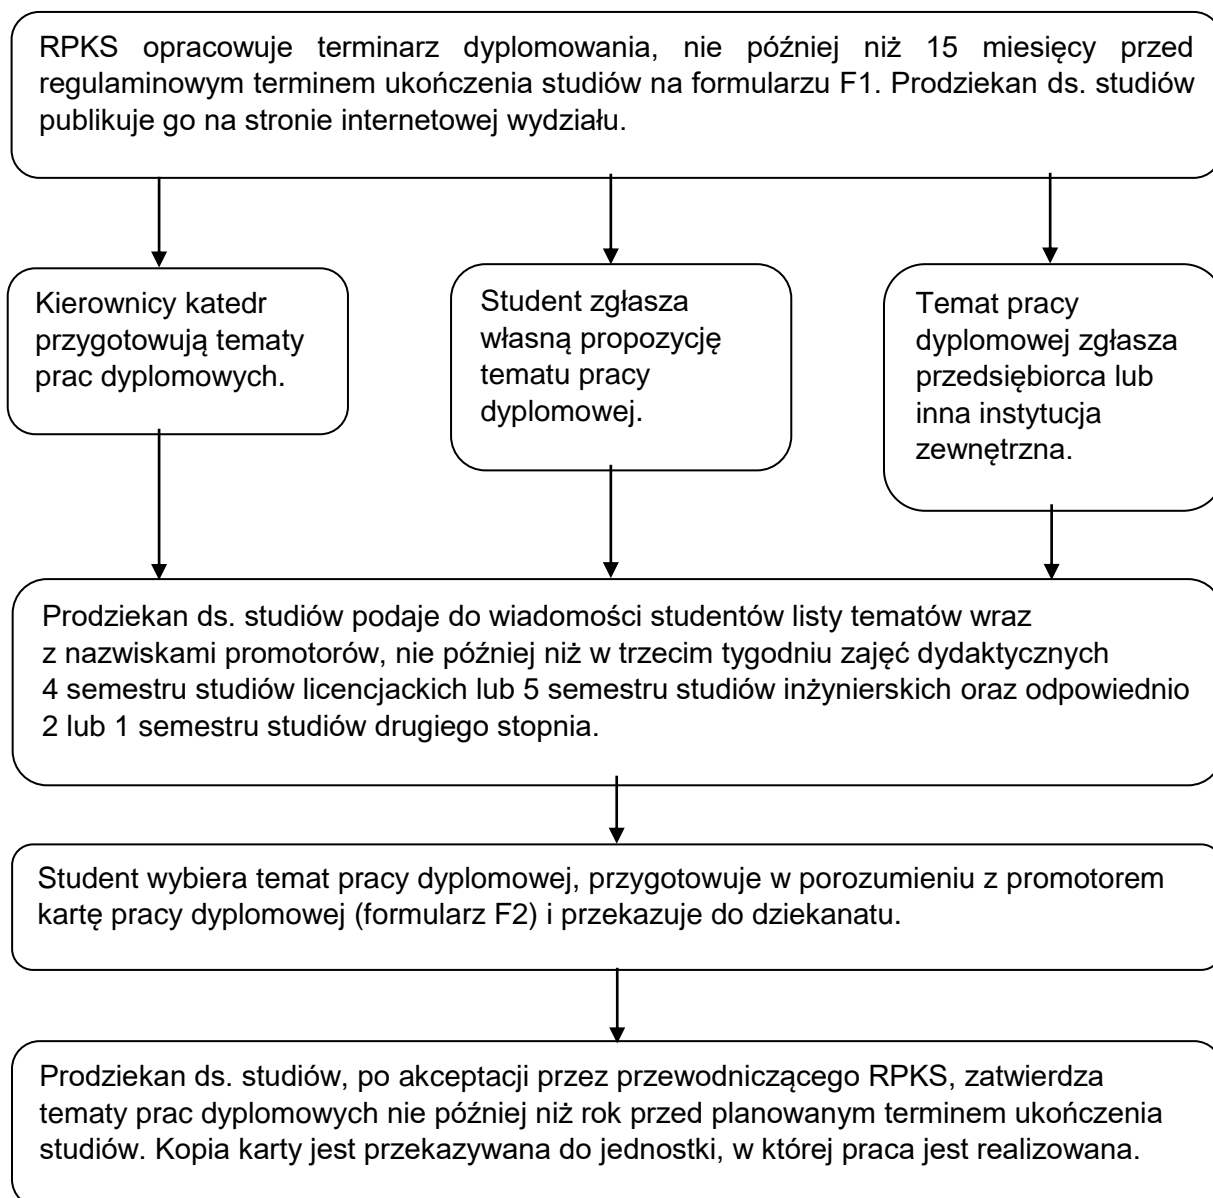 RPKS opracowuje terminarz dyplomowania, nie później niż 15 miesięcy przed
regulaminowym terminem ukończenia studiów na formularzu F1. Prodziekan ds. studiów
publikuje go na stronie internetowej wydziału.
Kierownicy katedr
przygotowują tematy
prac dyplomowych.
Student zgłasza
własną propozycję
tematu pracy
dyplomowej.
Temat pracy
dyplomowej zgłasza
przedsiębiorca lub
inna instytucja
zewnętrzna.
Prodziekan ds. studiów podaje do wiadomości studentów listy tematów wraz
z nazwiskami promotorów, nie później niż w trzecim tygodniu zajęć dydaktycznych
4 semestru studiów licencjackich lub 5 semestru studiów inżynierskich oraz odpowiednio
2 lub 1 semestru studiów drugiego stopnia.
Student wybiera temat pracy dyplomowej, przygotowuje w porozumieniu z promotorem
kartę pracy dyplomowej (formularz F2) i przekazuje do dziekanatu.
Prodziekan ds. studiów, po akceptacji przez przewodniczącego RPKS, zatwierdza
tematy prac dyplomowych nie później niż rok przed planowanym terminem ukończenia
studiów. Kopia karty jest przekazywana do jednostki, w której praca jest realizowana.